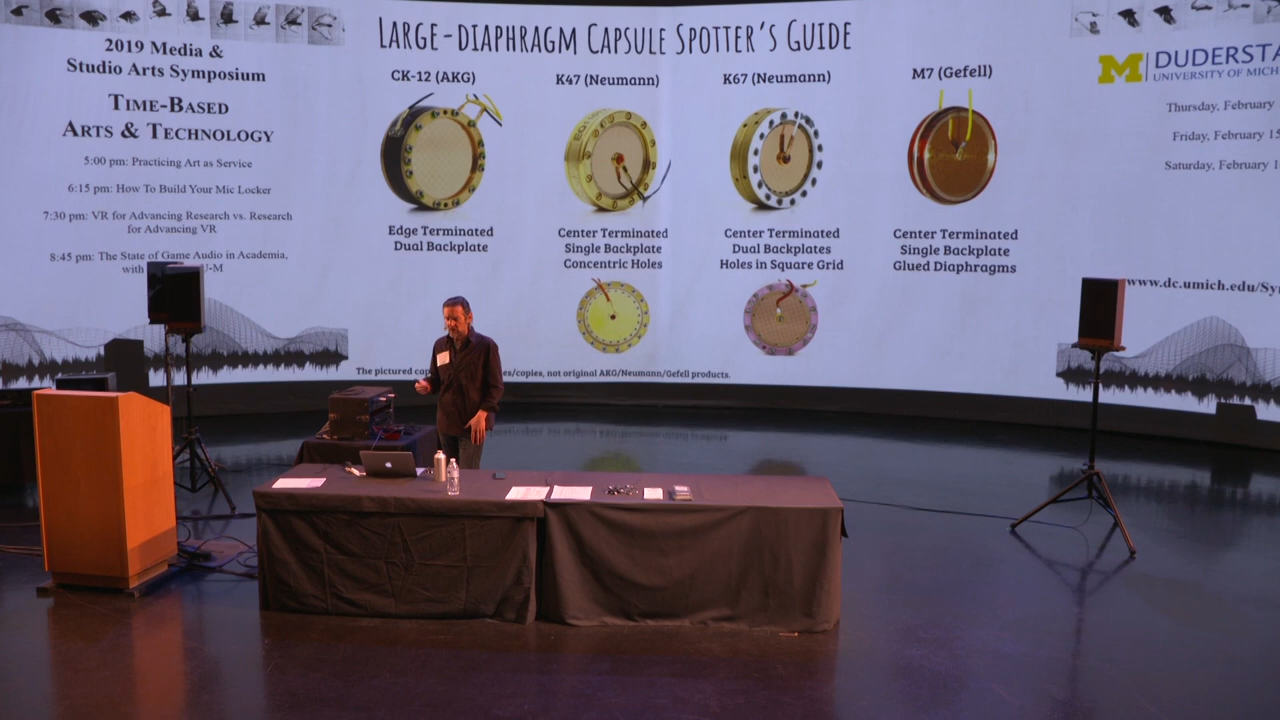 2019 Media &
Studio Arts Symposium
Time-Based
Arts & Technology
5:00 pm: Practicing Art as Service
6:15 pm: How To Build Your Mic Locker
7:30 pm: VR for Advancing Research vs. Research
for Advancing VR
8:45 pm: The State of Game Audio in Academia,
with U-M
Large-diaphragm Capsule Spotter's Guide
CK-12 (AKG)
Edge Terminated
Dual Backplate
K47 (Neumann)
Center Terminated
Single Backplate
Concentric Holes
K67 (Neumann)
Center Terminated
Dual Backplates
Holes in Square Grid
M7 (Gefell)
Center Terminated
Single Backplate
Glued Diaphragms
The pictured cap es/copies, not original AKG/Neumann/Gefell products.
M DUDERSTA
UNIVERSITY OF MICH
Thursday, February
Friday, February 15
Saturday, February 1
www.dc.umich.edu/Sy